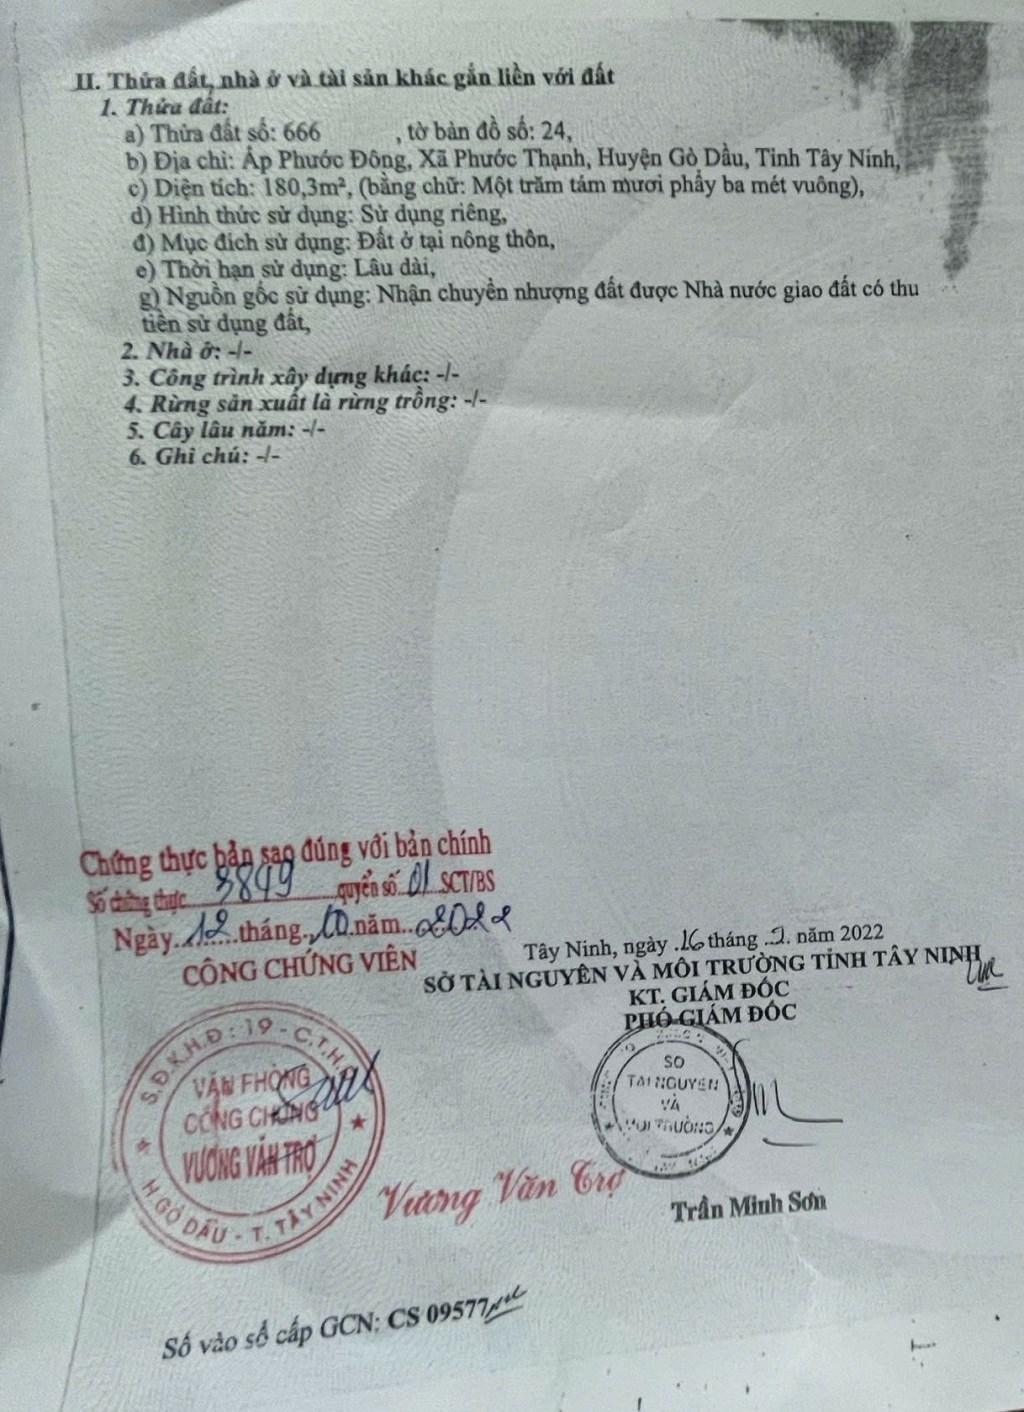 II. Thửa đất, nhà ở và tài sản khác gắn liền với đất
1. Thửa đất:
a) Thửa đất số: 666 , tờ bản đồ số: 24,
b) Địa chỉ: Ấp Phước Đông, Xã Phước Thạnh, Huyện Gò Dầu, Tỉnh Tây Ninh,
c) Diện tích: 180,3m², (bằng chữ: Một trăm tám mươi phẩy ba mét vuông),
d) Hình thức sử dụng: Sử dụng riêng,
đ) Mục đích sử dụng: Đất ở tại nông thôn,
e) Thời hạn sử dụng: Lâu dài,
g) Nguồn gốc sử dụng: Nhận chuyển nhượng đất được Nhà nước giao đất có thu
tiền sử dụng đất,
2. Nhà ở: -/-
3. Công trình xây dựng khác: -/-
4. Rừng sản xuất là rừng trồng: -/-
5. Cây lâu năm: -/-
6. Ghi chú: -/-
Chứng thực bản sao đúng với bản chính
Số chứng thực 3849 quyển số 01 SCT/BS
Ngày 12 tháng 10 năm 2022
CÔNG CHỨNG VIÊN
Tây Ninh, ngày 16 tháng 2 năm 2022
SỞ TÀI NGUYÊN VÀ MÔI TRƯỜNG TỈNH TÂY NINH
KT. GIÁM ĐỐC
PHÓ GIÁM ĐỐC
S.Đ.K.H.Đ: 19 - C.T.H.D
VĂN PHÒNG
CÔNG CHỨNG
VƯƠNG VĂN TRỢ
H. GÒ DẦU - T. TÂY NINH
SỞ
TÀI NGUYÊN
VÀ
MÔI TRƯỜNG
Vương Văn Trợ
Trần Minh Sơn
Số vào sổ cấp GCN: CS 09577